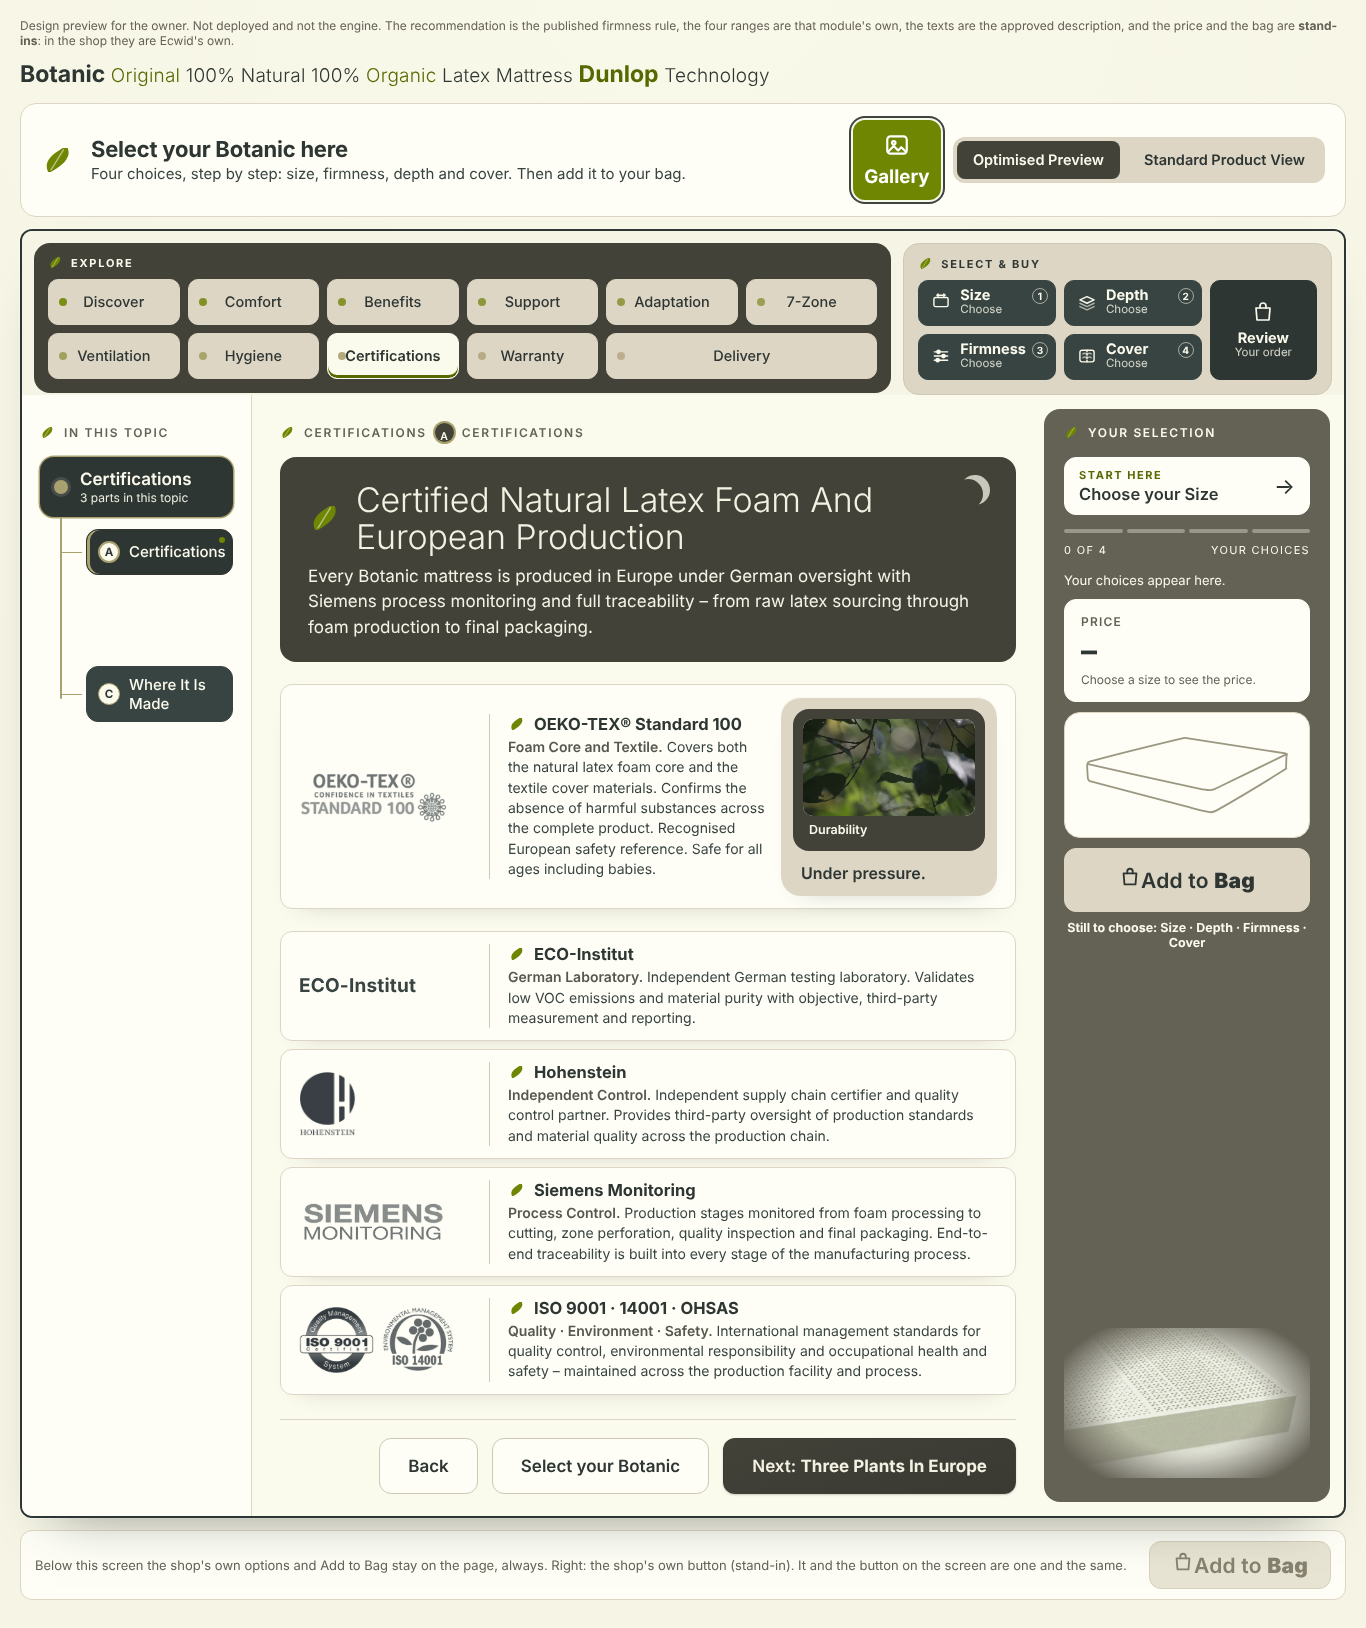 Design preview for the owner. Not deployed and not the engine. The recommendation is the published firmness rule, the four ranges are that module's own, the texts are the approved description, and the price and the bag are stand-
ins: in the shop they are Ecwid's own.
Botanic Original 100% Natural 100% Organic Latex Mattress Dunlop Technology
Select your Botanic here
Four choices, step by step: size, firmness, depth and cover. Then add it to your bag.
Gallery
Optimised Preview
Standard Product View
EXPLORE
Discover
Comfort
Benefits
Support
Adaptation
7-Zone
Ventilation
Hygiene
Certifications
Warranty
Delivery
SELECT & BUY
Size
Choose
1
Depth
Choose
2
Firmness
Choose
3
Cover
Choose
4
Review
Your order
IN THIS TOPIC
Certifications
3 parts in this topic
A
Certifications
C
Where It Is
Made
CERTIFICATIONS A CERTIFICATIONS
Certified Natural Latex Foam And
European Production
Every Botanic mattress is produced in Europe under German oversight with
Siemens process monitoring and full traceability – from raw latex sourcing through
foam production to final packaging.
OEKO-TEX®
CONFIDENCE IN TEXTILES
STANDARD 100
OEKO-TEX® Standard 100
Foam Core and Textile. Covers both
the natural latex foam core and the
textile cover materials. Confirms the
absence of harmful substances across
the complete product. Recognised
European safety reference. Safe for all
ages including babies.
Durability
Under pressure.
ECO-Institut
ECO-Institut
German Laboratory. Independent German testing laboratory. Validates
low VOC emissions and material purity with objective, third-party
measurement and reporting.
HOHENSTEIN
Hohenstein
Independent Control. Independent supply chain certifier and quality
control partner. Provides third-party oversight of production standards
and material quality across the production chain.
SIEMENS
MONITORING
Siemens Monitoring
Process Control. Production stages monitored from foam processing to
cutting, zone perforation, quality inspection and final packaging. End-to-
end traceability is built into every stage of the manufacturing process.
Quality Management
ISO 9001
Certified
System
ENVIRONMENTAL MANAGEMENT SYSTEM
ISO 14001
ISO 9001 · 14001 · OHSAS
Quality · Environment · Safety. International management standards for
quality control, environmental responsibility and occupational health and
safety – maintained across the production facility and process.
Back
Select your Botanic
Next: Three Plants In Europe
YOUR SELECTION
START HERE
Choose your Size
0 OF 4
YOUR CHOICES
Your choices appear here.
PRICE
–
Choose a size to see the price.
Add to Bag
Still to choose: Size · Depth · Firmness ·
Cover
Below this screen the shop's own options and Add to Bag stay on the page, always. Right: the shop's own button (stand-in). It and the button on the screen are one and the same.
Add to Bag